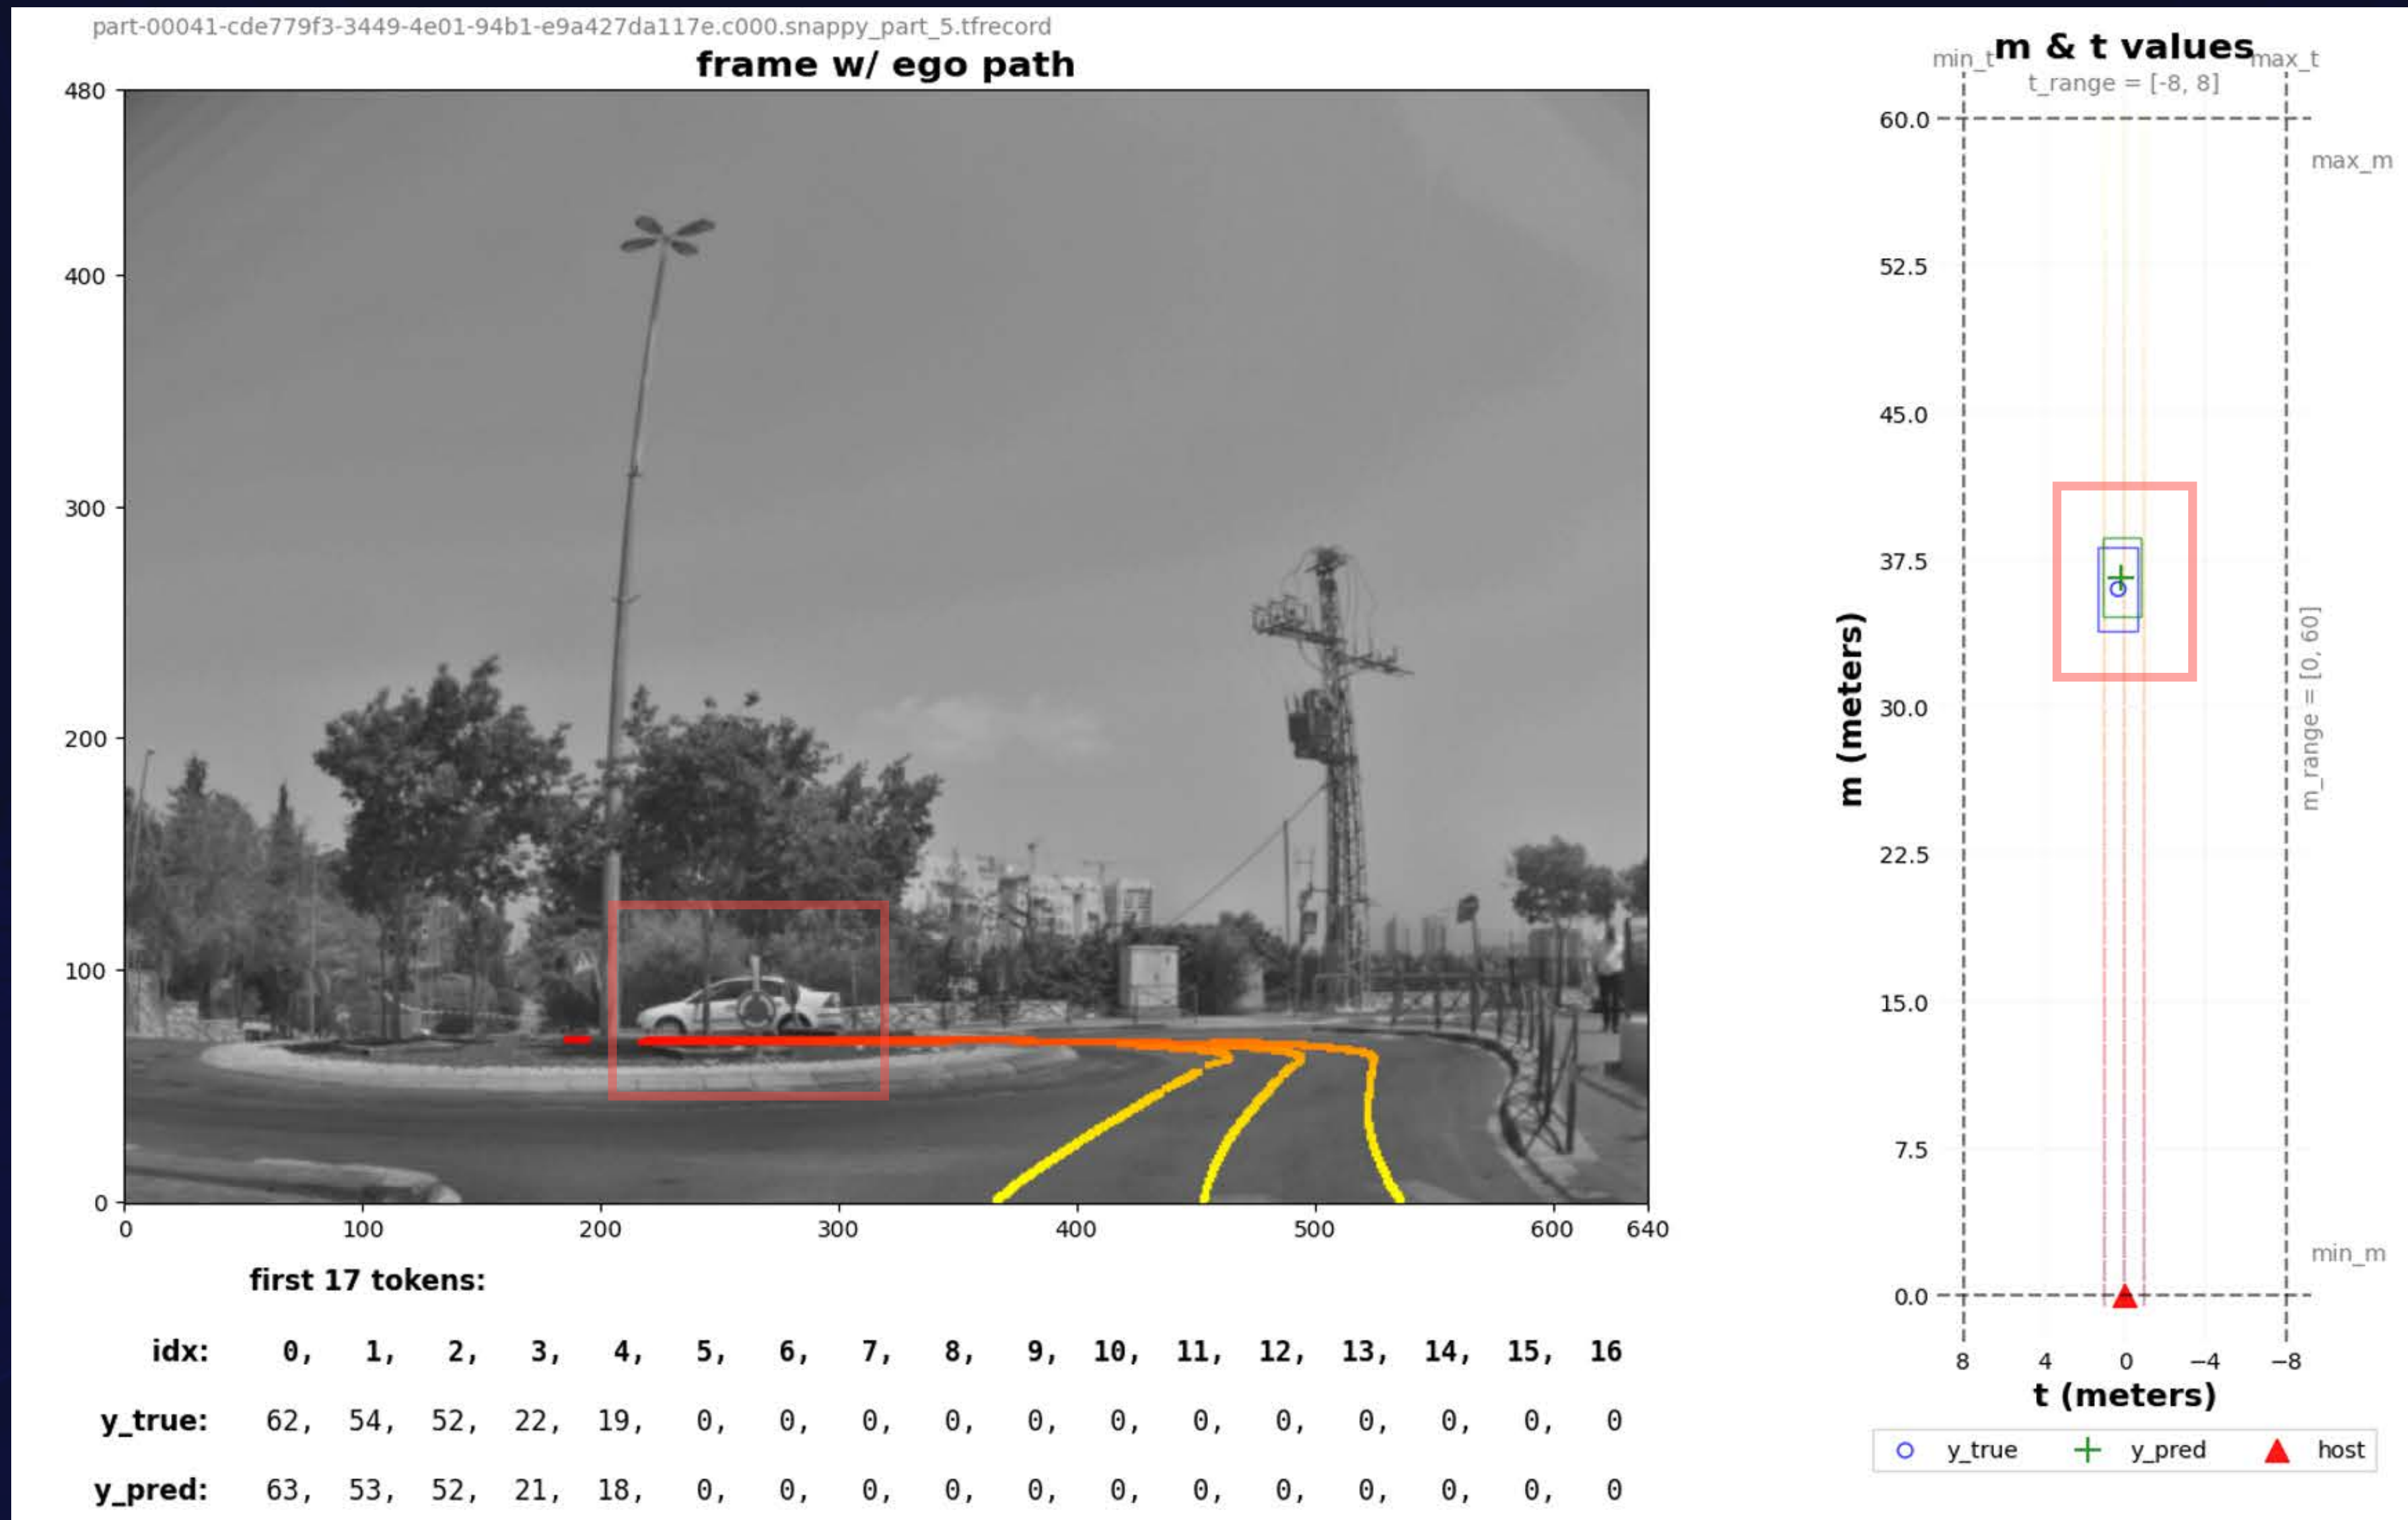 part-00041-cde779f3-3449-4e01-94b1-e9a427da117e.c000.snappy_part_5.tfrecord
frame w/ ego path
480
400
300
200
100
0
0 100 200 300 400 500 600 640
first 17 tokens:
idx: 0, 1, 2, 3, 4, 5, 6, 7, 8, 9, 10, 11, 12, 13, 14, 15, 16
y_true: 62, 54, 52, 22, 19, 0, 0, 0, 0, 0, 0, 0, 0, 0, 0, 0, 0
y_pred: 63, 53, 52, 21, 18, 0, 0, 0, 0, 0, 0, 0, 0, 0, 0, 0, 0
m & t values
min_t max_t
t_range = [-8, 8]
60.0
max_m
52.5
45.0
37.5
30.0
22.5
15.0
7.5
0.0
m (meters)
m_range = [0, 60]
min_m
8 4 0 −4 −8
t (meters)
y_true y_pred host